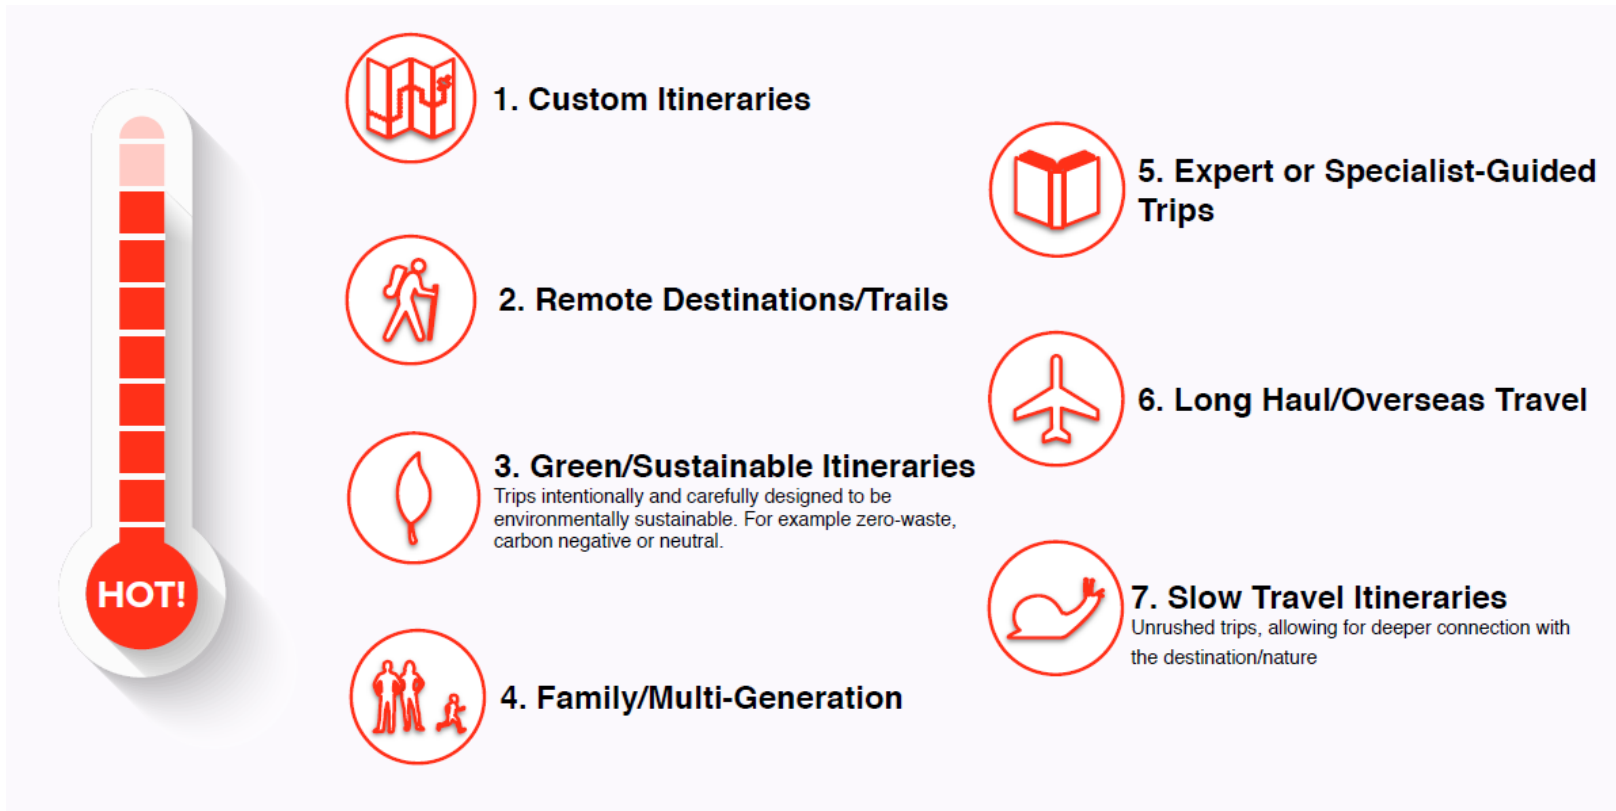 1. Custom Itineraries
2. Remote Destinations/Trails
3. Green/Sustainable Itineraries
Trips intentionally and carefully designed to be
environmentally sustainable. For example zero-waste,
carbon negative or neutral.
4. Family/Multi-Generation
5. Expert or Specialist-Guided
Trips
6. Long Haul/Overseas Travel
7. Slow Travel Itineraries
Unrushed trips, allowing for deeper connection with
the destination/nature
HOT!